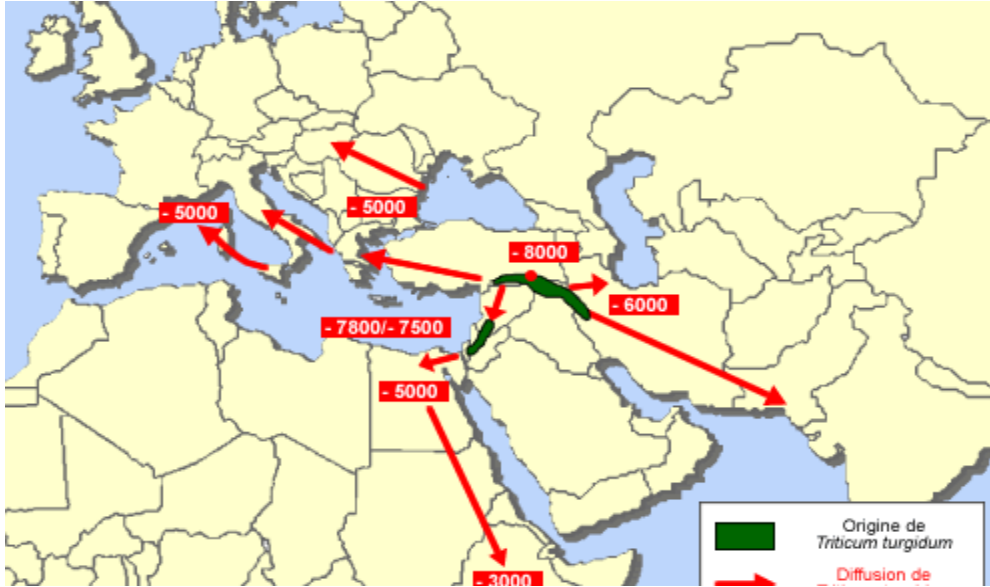 - 5000
- 5000
- 8000
- 6000
- 7800/- 7500
- 5000
- 3000
Origine de
Triticum turgidum
Diffusion de